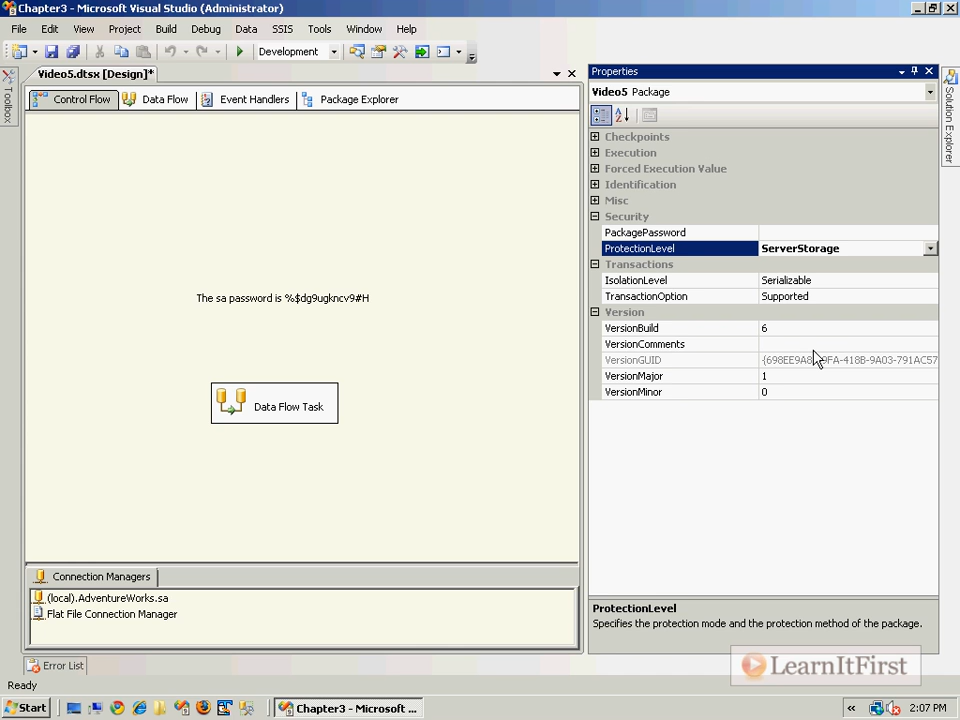 Chapter3 - Microsoft Visual Studio (Administrator)
File Edit View Project Build Debug Data SSIS Tools Window Help
Development
Toolbox
Video5.dtsx [Design]*
Control Flow Data Flow Event Handlers Package Explorer
The sa password is %$dg9ugkncv9#H
Data Flow Task
Connection Managers
(local).AdventureWorks.sa
Flat File Connection Manager
Properties
Video5 Package
Checkpoints
Execution
Forced Execution Value
Identification
Misc
Security
PackagePassword
ProtectionLevel ServerStorage
Transactions
IsolationLevel Serializable
TransactionOption Supported
Version
VersionBuild 6
VersionComments
VersionGUID
VersionMajor 1
VersionMinor 0
ProtectionLevel
Specifies the protection mode and the protection method of the package.
Solution Explorer
LearnItFirst
Error List
Ready
Start Chapter3 - Microsoft ... 2:07 PM